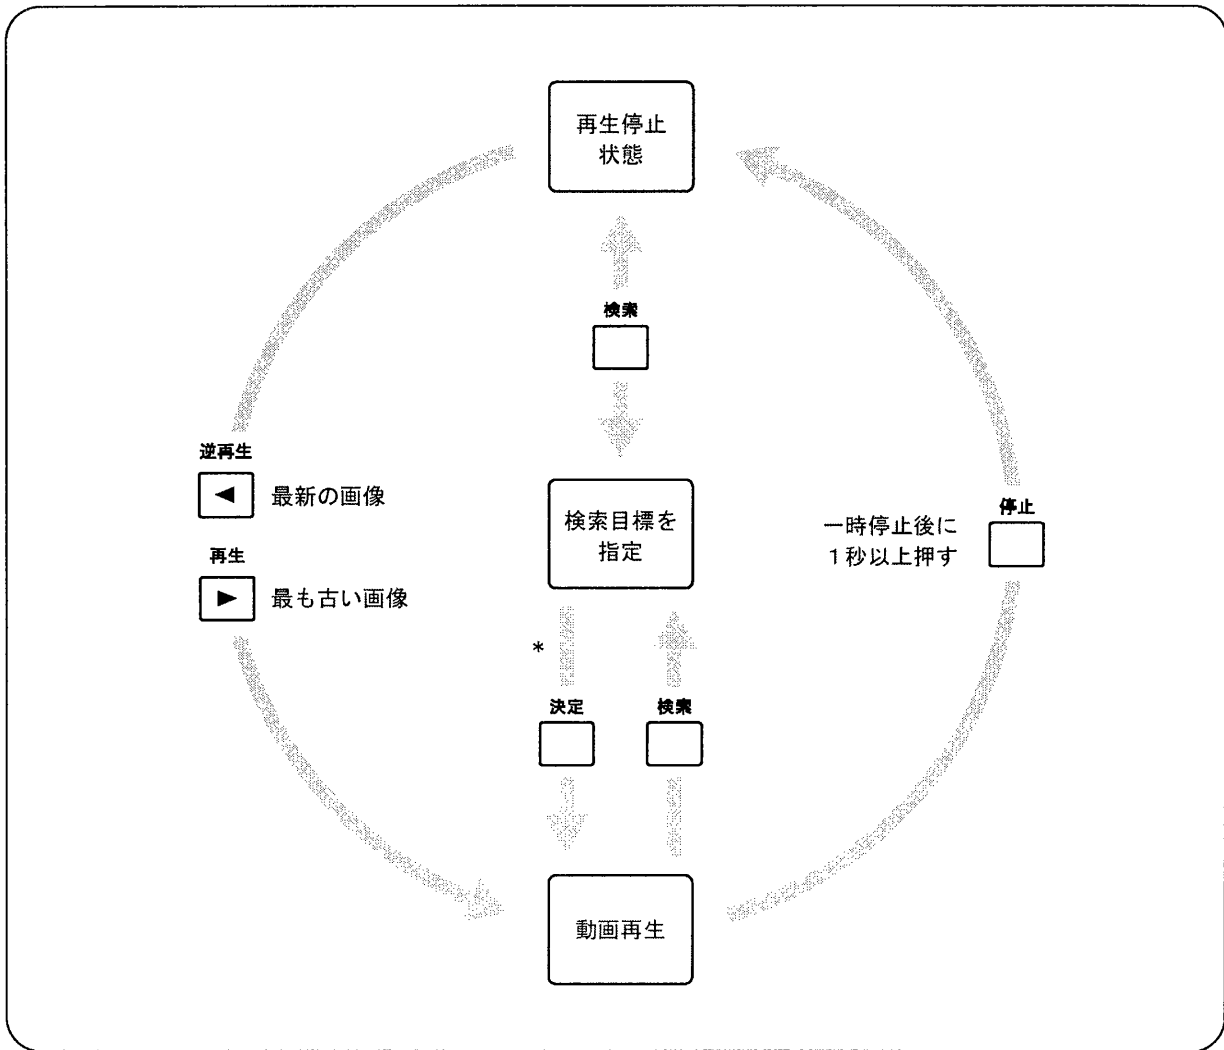 再生停止
状態
検索
逆再生
◀ 最新の画像
再生
▶ 最も古い画像
検索目標を
指定
一時停止後に
1秒以上押す
停止
*
決定
検索
動画再生